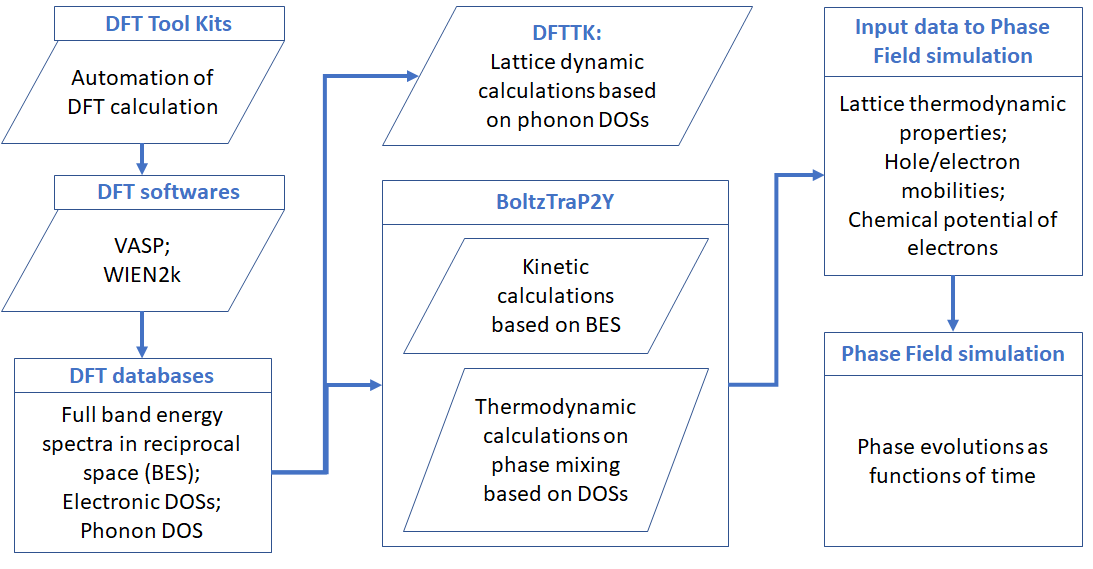 DFT Tool Kits
Automation of
DFT calculation
DFT softwares
VASP;
WIEN2k
DFT databases
Full band energy
spectra in reciprocal
space (BES);
Electronic DOSs;
Phonon DOS
DFTTK:
Lattice dynamic
calculations based
on phonon DOSs
BoltzTraP2Y
Kinetic
calculations
based on BES
Thermodynamic
calculations on
phase mixing
based on DOSs
Input data to Phase
Field simulation
Lattice thermodynamic
properties;
Hole/electron
mobilities;
Chemical potential of
electrons
Phase Field simulation
Phase evolutions as
functions of time